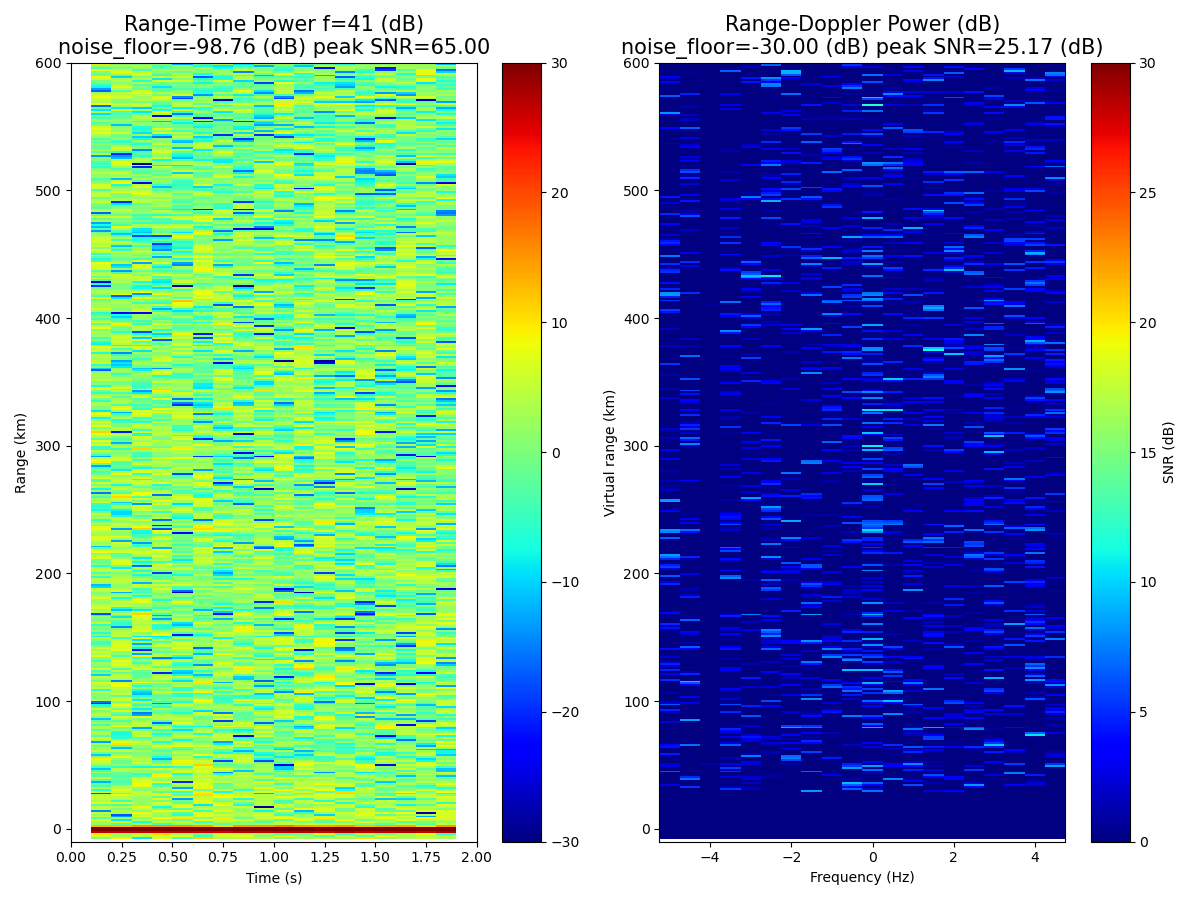 Range-Time Power f=41 (dB)
noise_floor=-98.76 (dB) peak SNR=65.00
600
500
400
300
200
100
0
Range (km)
0.00 0.25 0.50 0.75 1.00 1.25 1.50 1.75 2.00
Time (s)
30
20
10
0
−10
−20
−30
Range-Doppler Power (dB)
noise_floor=-30.00 (dB) peak SNR=25.17 (dB)
600
500
400
300
200
100
0
Virtual range (km)
−4 −2 0 2 4
Frequency (Hz)
30
25
20
15
10
5
0
SNR (dB)